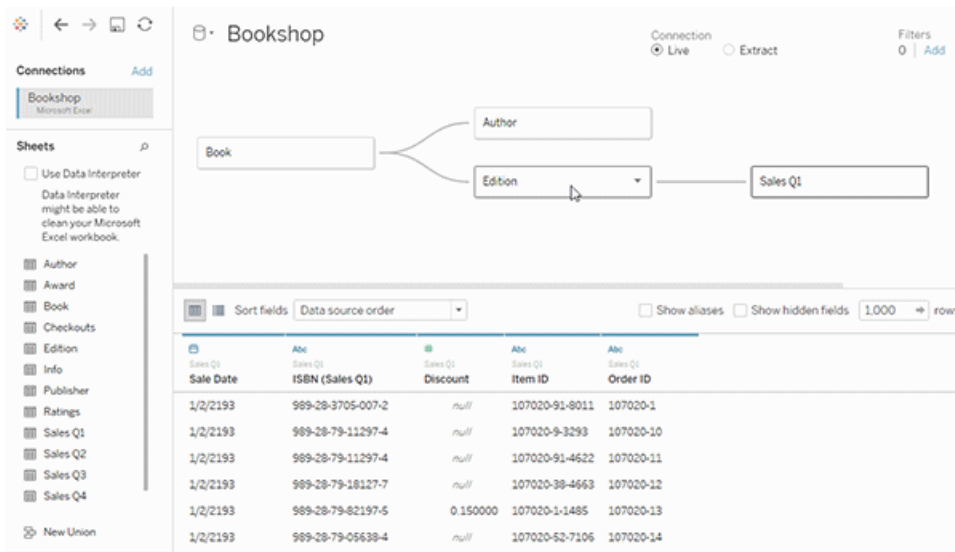 Bookshop
Connection
Live
Extract
Filters
0 | Add
Connections
Add
Bookshop
Microsoft Excel
Sheets
Use Data Interpreter
Data Interpreter
might be able to
clean your Microsoft
Excel workbook.
Author
Award
Book
Checkouts
Edition
Info
Publisher
Ratings
Sales Q1
Sales Q2
Sales Q3
Sales Q4
New Union
Book
Author
Edition
Sales Q1
Sort fields
Data source order
Show aliases
Show hidden fields
1,000
row
Abc Abc Abc
Sales Q1 Sales Q1 Sales Q1 Sales Q1 Sales Q1
Sale Date ISBN (Sales Q1) Discount Item ID Order ID
1/2/2193 989-28-3705-007-2 null 107020-91-8011 107020-1
1/2/2193 989-28-79-11297-4 null 107020-9-3293 107020-10
1/2/2193 989-28-79-11297-4 null 107020-91-4622 107020-11
1/2/2193 989-28-79-18127-7 null 107020-38-4663 107020-12
1/2/2193 989-28-79-82197-5 0.150000 107020-1-1485 107020-13
1/2/2193 989-28-79-05638-4 null 107020-52-7106 107020-14